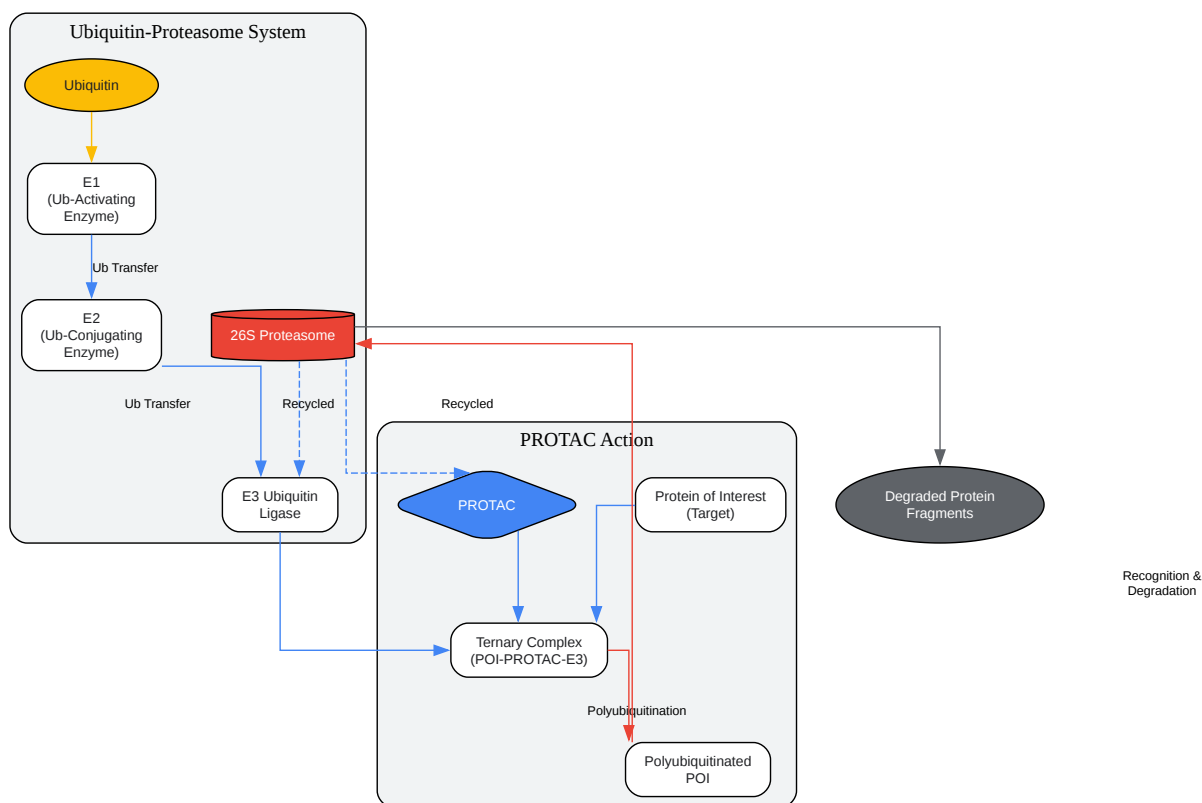 Ubiquitin-Proteasome System
Ubiquitin
E1
(Ub-Activating
Enzyme)
Ub Transfer
E2
(Ub-Conjugating
Enzyme)
26S Proteasome
Ub Transfer
Recycled
Recycled
PROTAC Action
E3 Ubiquitin
Ligase
PROTAC
Protein of Interest
(Target)
Degraded Protein
Fragments
Recognition &
Degradation
Ternary Complex
(POI-PROTAC-E3)
Polyubiquitination
Polyubiquitinated
POI